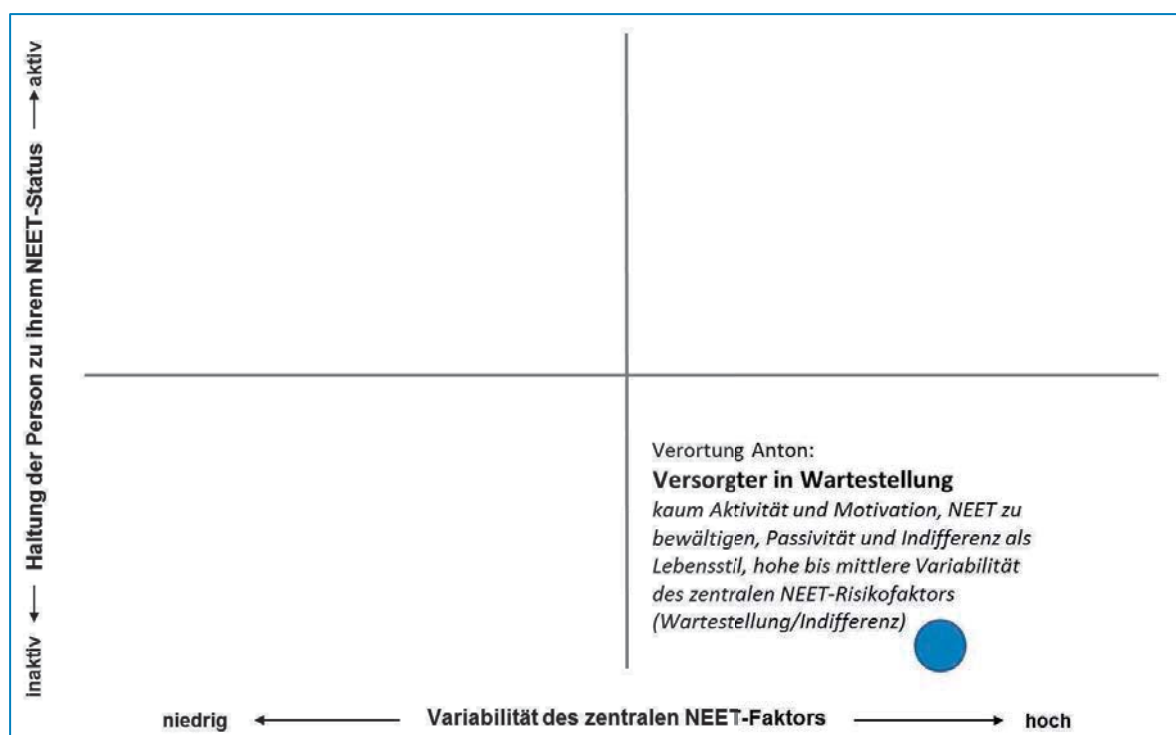 inaktiv ← Haltung der Person zu ihrem NEET-Status → aktiv
Verortung Anton:
Versorgter in Wartestellung
kaum Aktivität und Motivation, NEET zu
bewältigen, Passivität und Indifferenz als
Lebensstil, hohe bis mittlere Variabilität
des zentralen NEET-Risikofaktors
(Wartestellung/Indifferenz)
niedrig ← Variabilität des zentralen NEET-Faktors → hoch